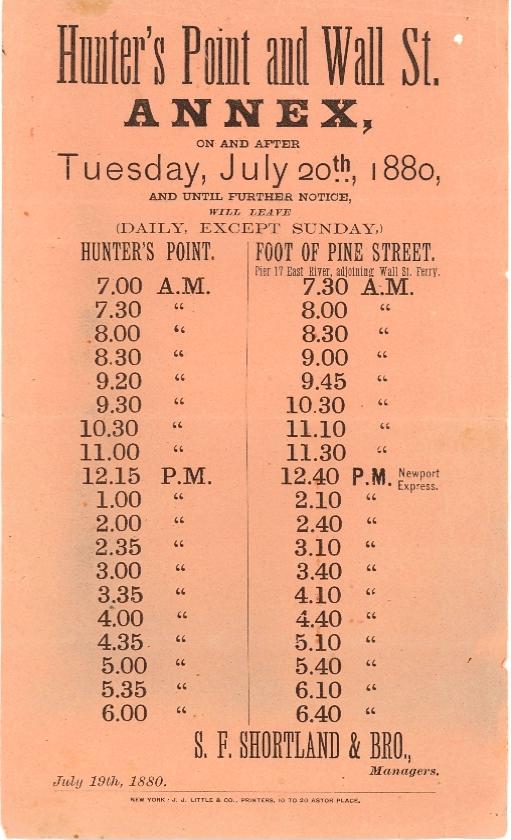 Hunter's Point and Wall St.
ANNEX,
ON AND AFTER
Tuesday, July 20th, 1880,
AND UNTIL FURTHER NOTICE,
WILL LEAVE
(DAILY, EXCEPT SUNDAY,)
HUNTER'S POINT. FOOT OF PINE STREET.
Pier 17 East River, adjoining Wall St. Ferry.
7.00 A.M. 7.30 A.M.
7.30 “ 8.00 “
8.00 “ 8.30 “
8.30 “ 9.00 “
9.20 “ 9.45 “
9.30 “ 10.30 “
10.30 “ 11.10 “
11.00 “ 11.30 “
12.15 P.M. 12.40 P.M. Newport Express.
1.00 “ 2.10 “
2.00 “ 2.40 “
2.35 “ 3.10 “
3.00 “ 3.40 “
3.35 “ 4.10 “
4.00 “ 4.40 “
4.35 “ 5.10 “
5.00 “ 5.40 “
5.35 “ 6.10 “
6.00 “ 6.40 “
S. F. SHORTLAND & BRO.,
Managers.
July 19th, 1880.
NEW YORK: J. J. LITTLE & CO., PRINTERS, 10 TO 20 ASTOR PLACE.